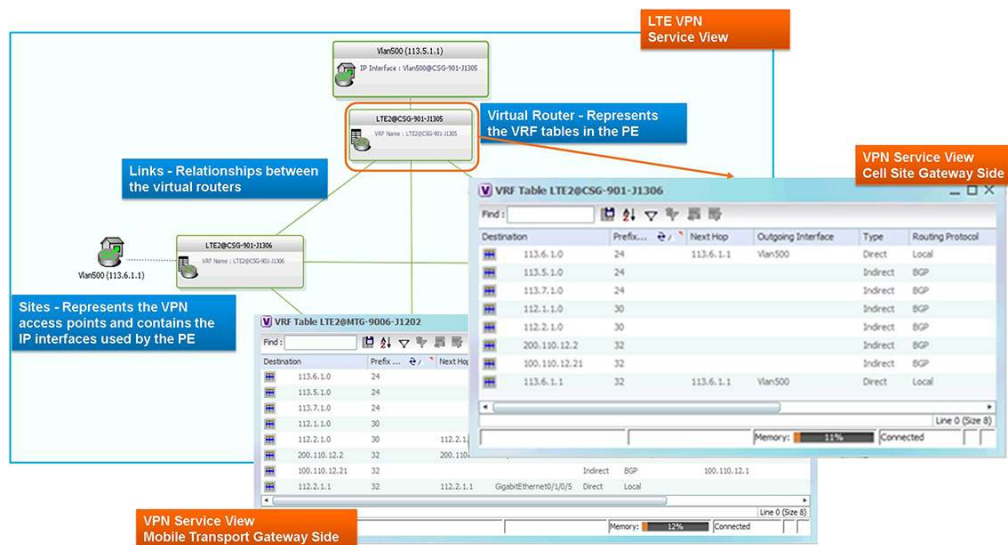 LTE VPN
Service View
Vlan500 (113.5.1.1)
IP Interface : Vlan500@CSG-901-J1305
LTE2@CSG-901-J1305
VRF Name : LTE2@CSG-901-J1305
Virtual Router - Represents
the VRF tables in the PE
Links - Relationships between
the virtual routers
VPN Service View
Cell Site Gateway Side
LTE2@CSG-901-J1306
VRF Name : LTE2@CSG-901-J1306
Vlan500 (113.6.1.1)
Sites - Represents the VPN
access points and contains the
IP interfaces used by the PE
VRF Table LTE2@CSG-901-J1306
Find :
Destination Prefix... Next Hop Outgoing Interface Type Routing Protocol
113.6.1.0 24 113.6.1.1 Vlan500 Direct Local
113.5.1.0 24 Indirect BGP
113.7.1.0 24 Indirect BGP
112.1.1.0 30 Indirect BGP
112.2.1.0 30 Indirect BGP
200.110.12.2 32 Indirect BGP
100.110.12.21 32 Indirect BGP
113.6.1.1 32 113.6.1.1 Vlan500 Direct Local
Line 0 (Size 8)
Memory: 11% Connected
VRF Table LTE2@MTG-9006-J1202
Find :
Destination Prefix ... Next Hop
113.6.1.0 24
113.5.1.0 24
113.7.1.0 24
112.1.1.0 30
112.2.1.0 30 112.2.1.
200.110.12.2 32 200.110
100.110.12.21 32 Indirect BGP 100.110.12.1
112.2.1.1 32 112.2.1.1 GigabitEthernet0/1/0/5 Direct Local
Line 0 (Size 8)
Memory: 12% Connected
VPN Service View
Mobile Transport Gateway Side